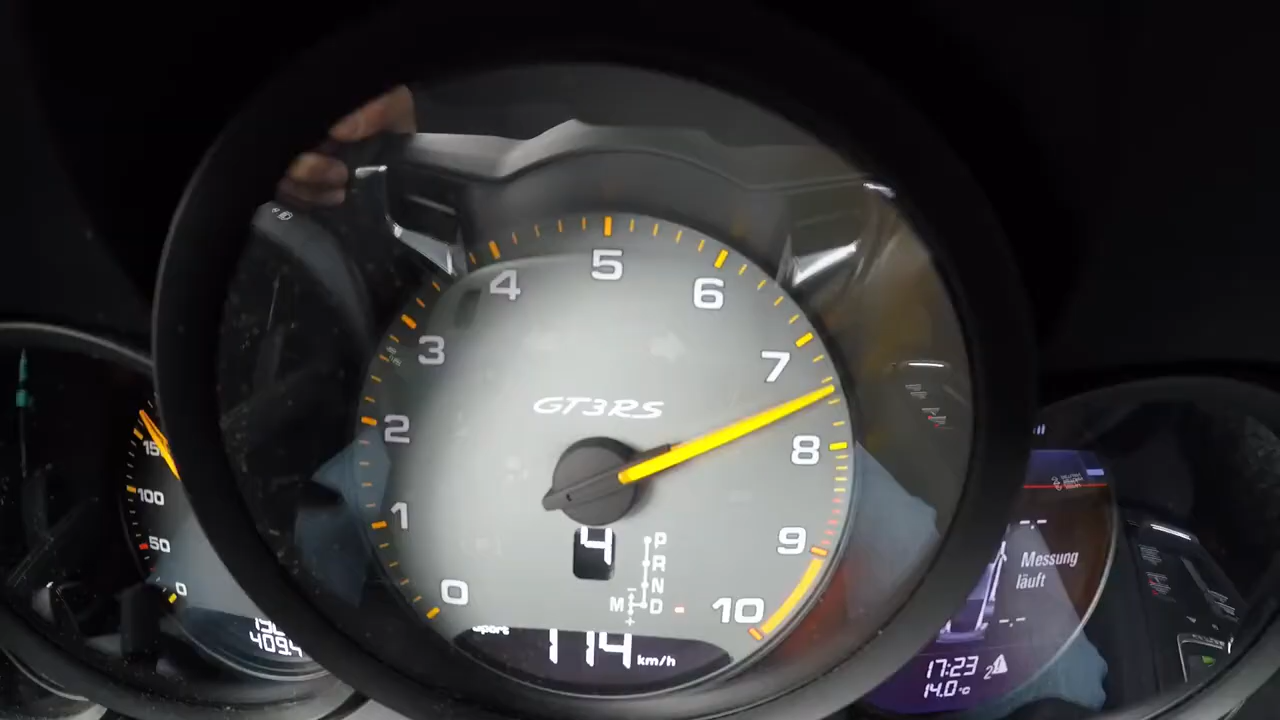 5
4
6
3
7
GT3RS
2
8
1
9
0
10
4
P
R
N
M D
+
sport
114 km/h
150
100
50
0
409.4
Messung
läuft
--.-
-.-
17:23 2
14.0 °C